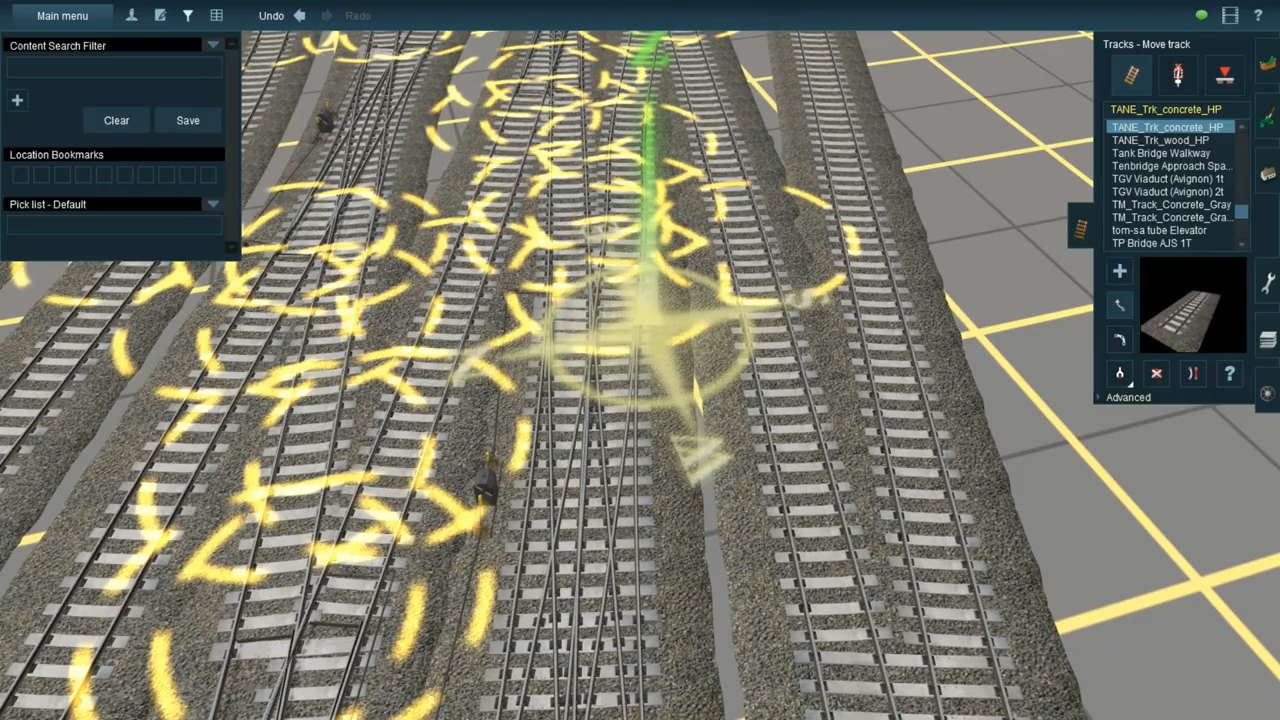 Main menu
Undo
Redo
?
Content Search Filter
Clear
Save
Location Bookmarks
Pick list - Default
Tracks - Move track
TANE_Trk_concrete_HP
TANE_Trk_concrete_HP
TANE_Trk_wood_HP
Tank Bridge Walkway
Tenbridge Approach Spa...
TGV Viaduct (Avignon) 1t
TGV Viaduct (Avignon) 2t
TM_Track_Concrete_Gray
TM_Track_Concrete_Gra...
tom-sa tube Elevator
TP Bridge AJS 1T
?
Advanced